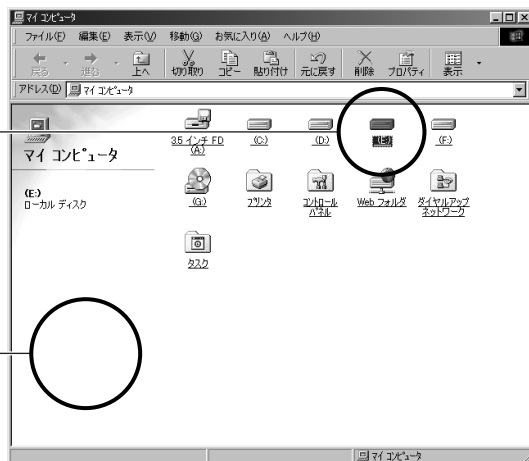 マイ コンピュータ
ファイル(F) 編集(E) 表示(V) 移動(G) お気に入り(A) ヘルプ(H)
戻る 進む 上へ 切り取り コピー 貼り付け 元に戻す 削除 プロパティ 表示
アドレス(D) マイ コンピュータ
マイ コンピュータ
(E:)
ローカル ディスク
3.5 インチ FD (A:)
(C:)
(D:)
(E:)
(F:)
(G:)
プリンタ
コントロール パネル
Web フォルダ
ダイヤルアップ ネットワーク
タスク
マイ コンピュータ